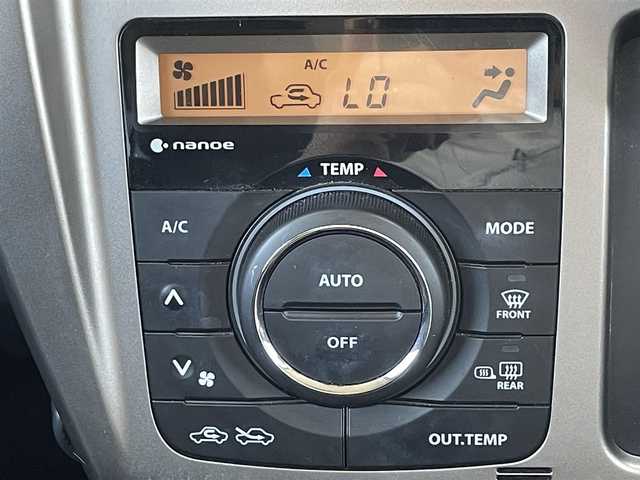 A/C
LO
nanoe
TEMP
A/C
MODE
AUTO
OFF
FRONT
REAR
OUT.TEMP